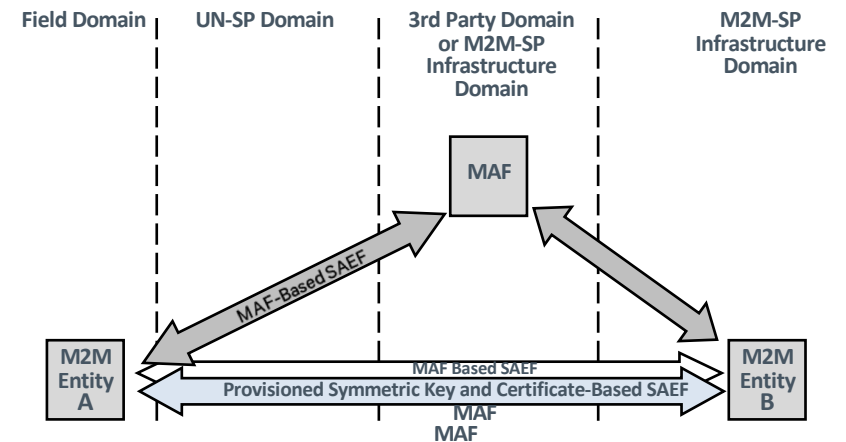 Field Domain
UN-SP Domain
3rd Party Domain
or M2M-SP
Infrastructure
Domain
M2M-SP
Infrastructure
Domain
MAF
MAF-Based SAEF
M2M
Entity
A
MAF Based SAEF
Provisioned Symmetric Key and Certificate-Based SAEF
MAF
MAF
M2M
Entity
B